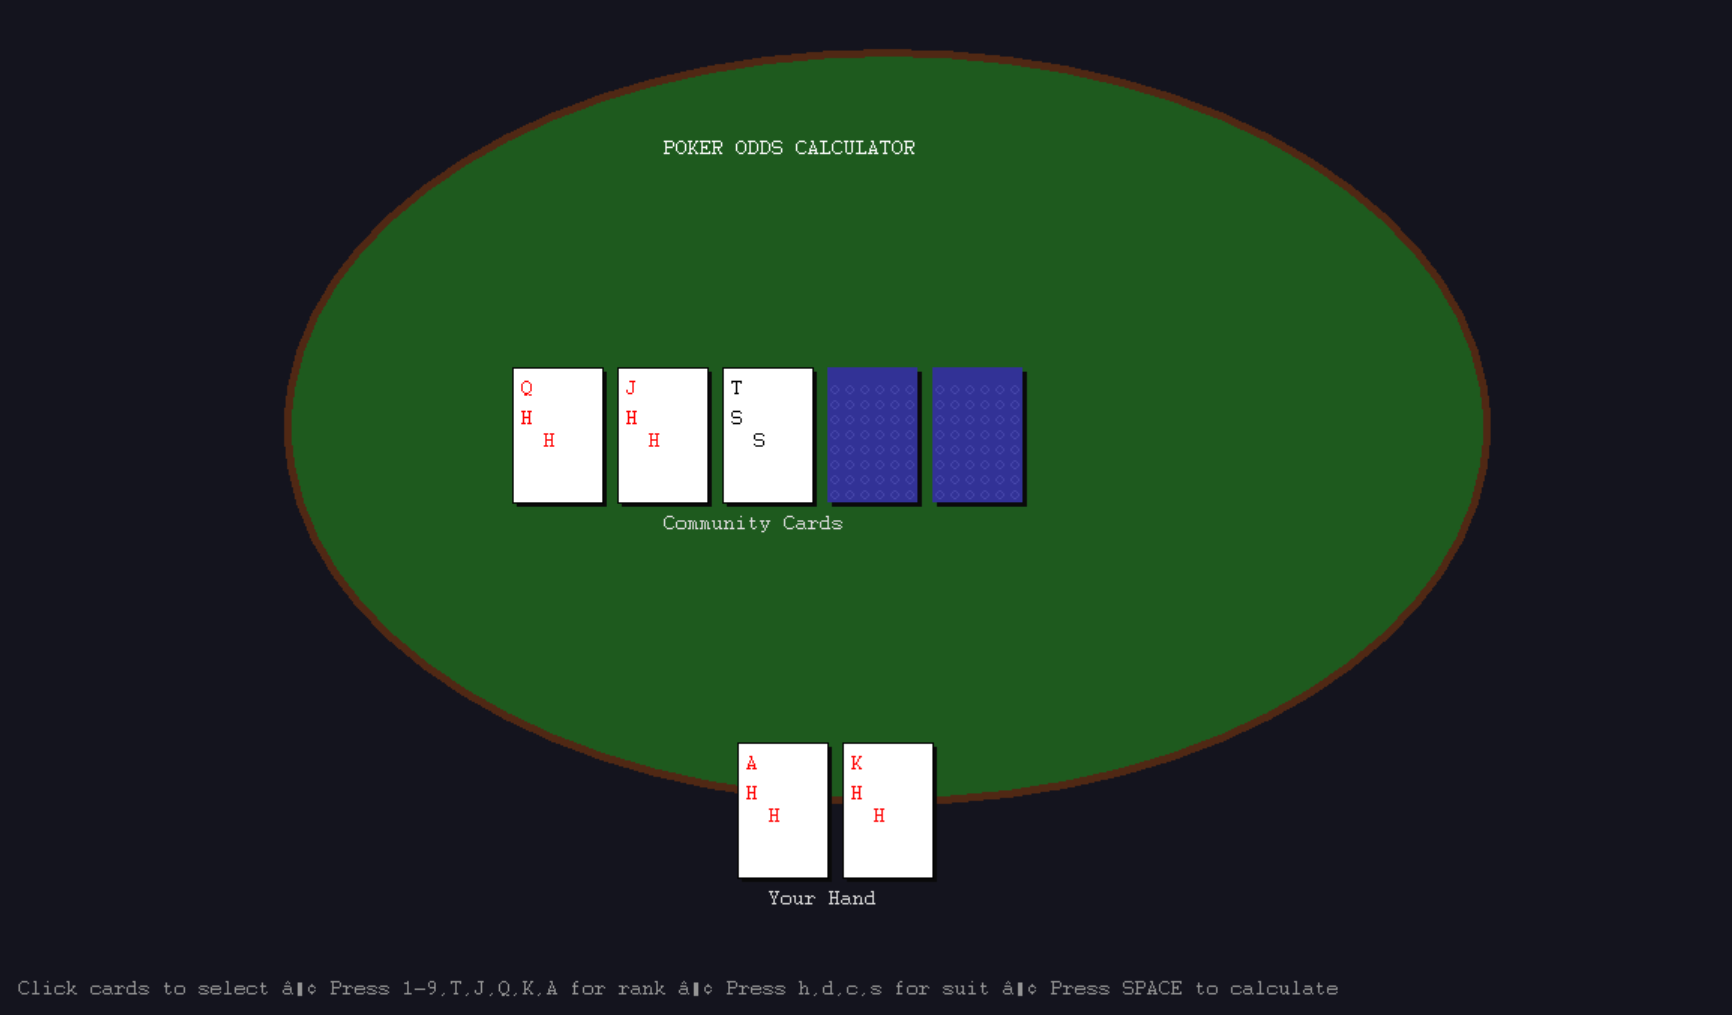 POKER ODDS CALCULATOR
Q J T
H H S
H H S
Community Cards
A K
H H
H H
Your Hand
Click cards to select â▮¢ Press 1-9,T,J,Q,K,A for rank â▮¢ Press h,d,c,s for suit â▮¢ Press SPACE to calculate